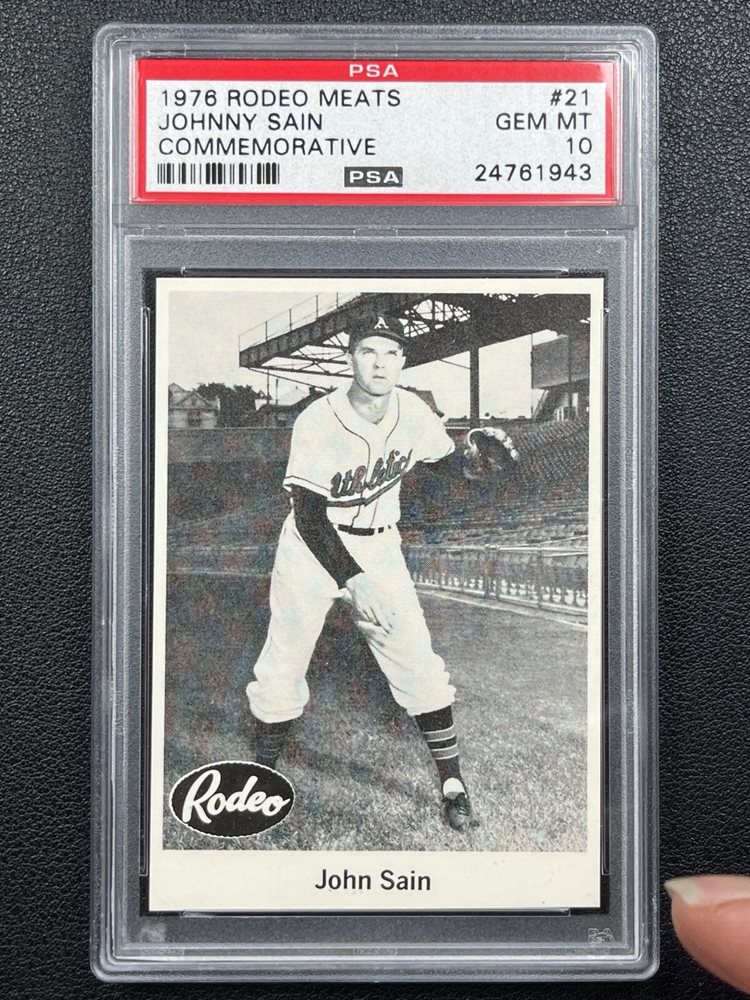 PSA
1976 RODEO MEATS #21
JOHNNY SAIN GEM MT
COMMEMORATIVE 10
PSA 24761943
A
Athletics
Rodeo
John Sain